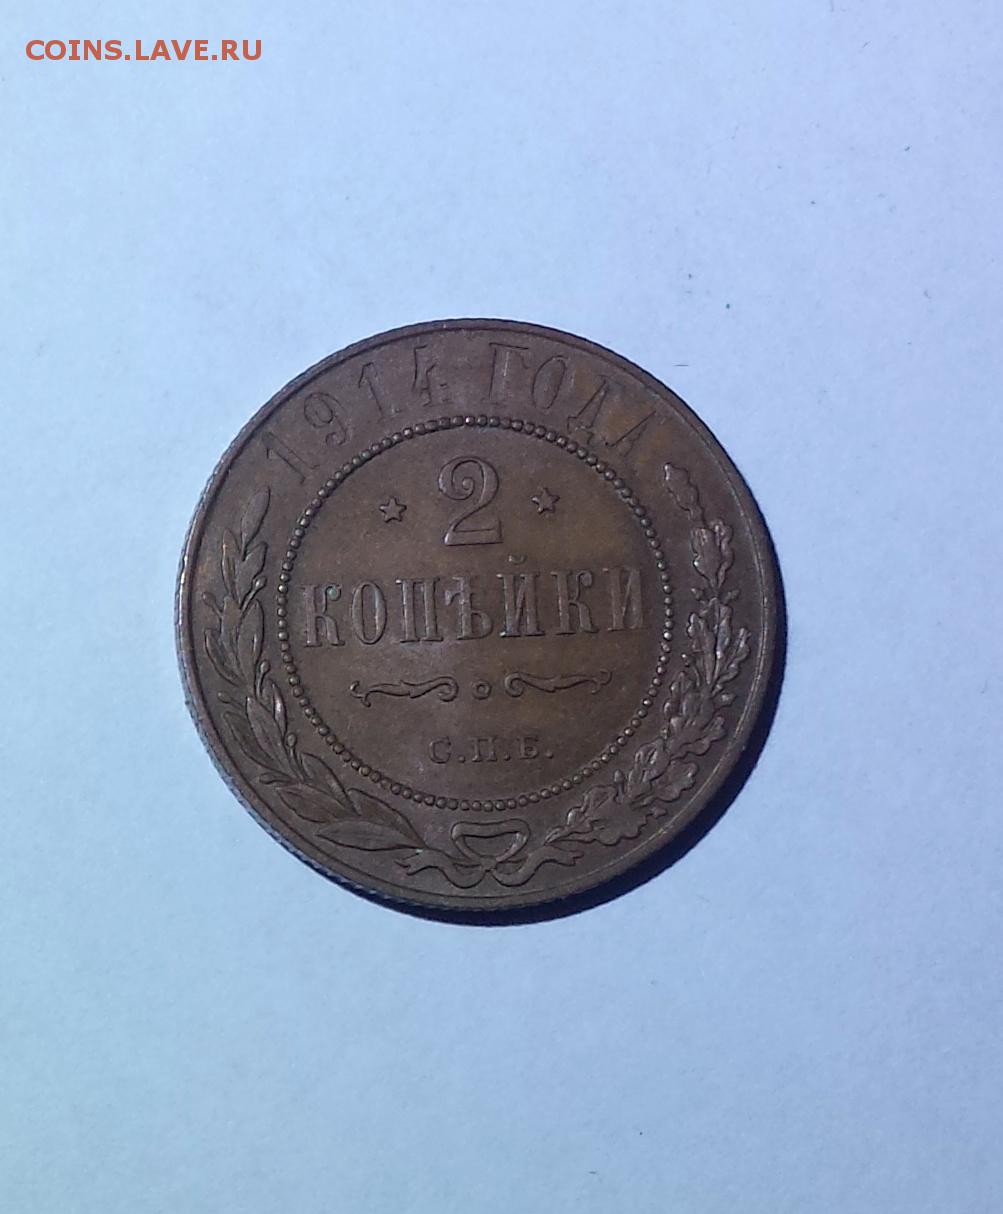 COINS.LAVE.RU
1914 ГОДА
2
КОПѢЙКИ
С.П.Б.